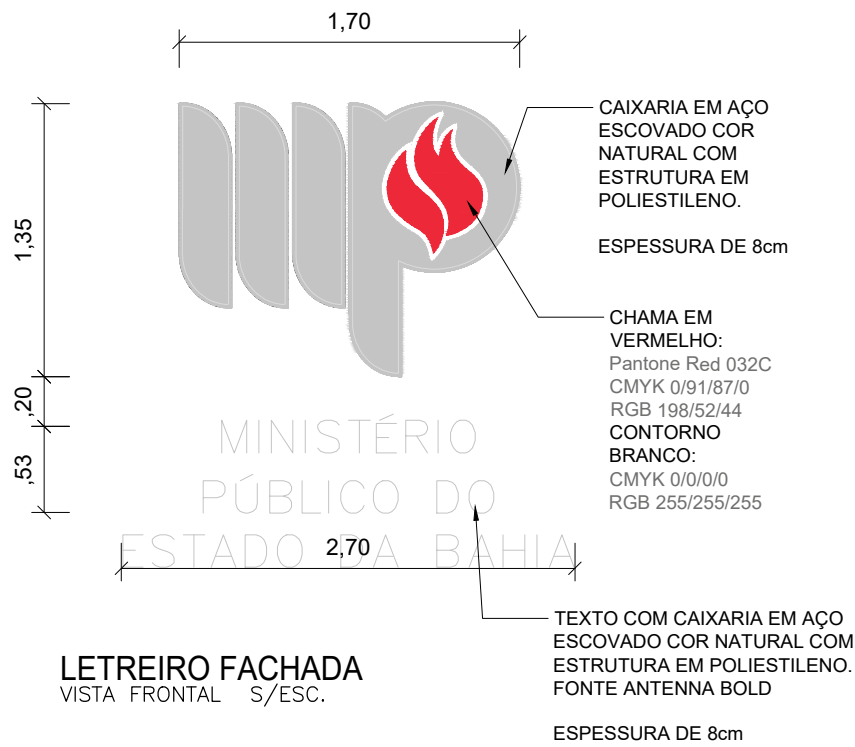 1,70
mp
CAIXARIA EM AÇO
ESCOVADO COR
NATURAL COM
ESTRUTURA EM
POLIESTILENO.
ESPESSURA DE 8cm
1,35
CHAMA EM
VERMELHO:
Pantone Red 032C
CMYK 0/91/87/0
RGB 198/52/44
CONTORNO
BRANCO:
CMYK 0/0/0/0
RGB 255/255/255
,20
,53
MINISTÉRIO
PÚBLICO DO
ESTADO DA BAHIA
2,70
TEXTO COM CAIXARIA EM AÇO
ESCOVADO COR NATURAL COM
ESTRUTURA EM POLIESTILENO.
FONTE ANTENNA BOLD
ESPESSURA DE 8cm
LETREIRO FACHADA
VISTA FRONTAL S/ESC.